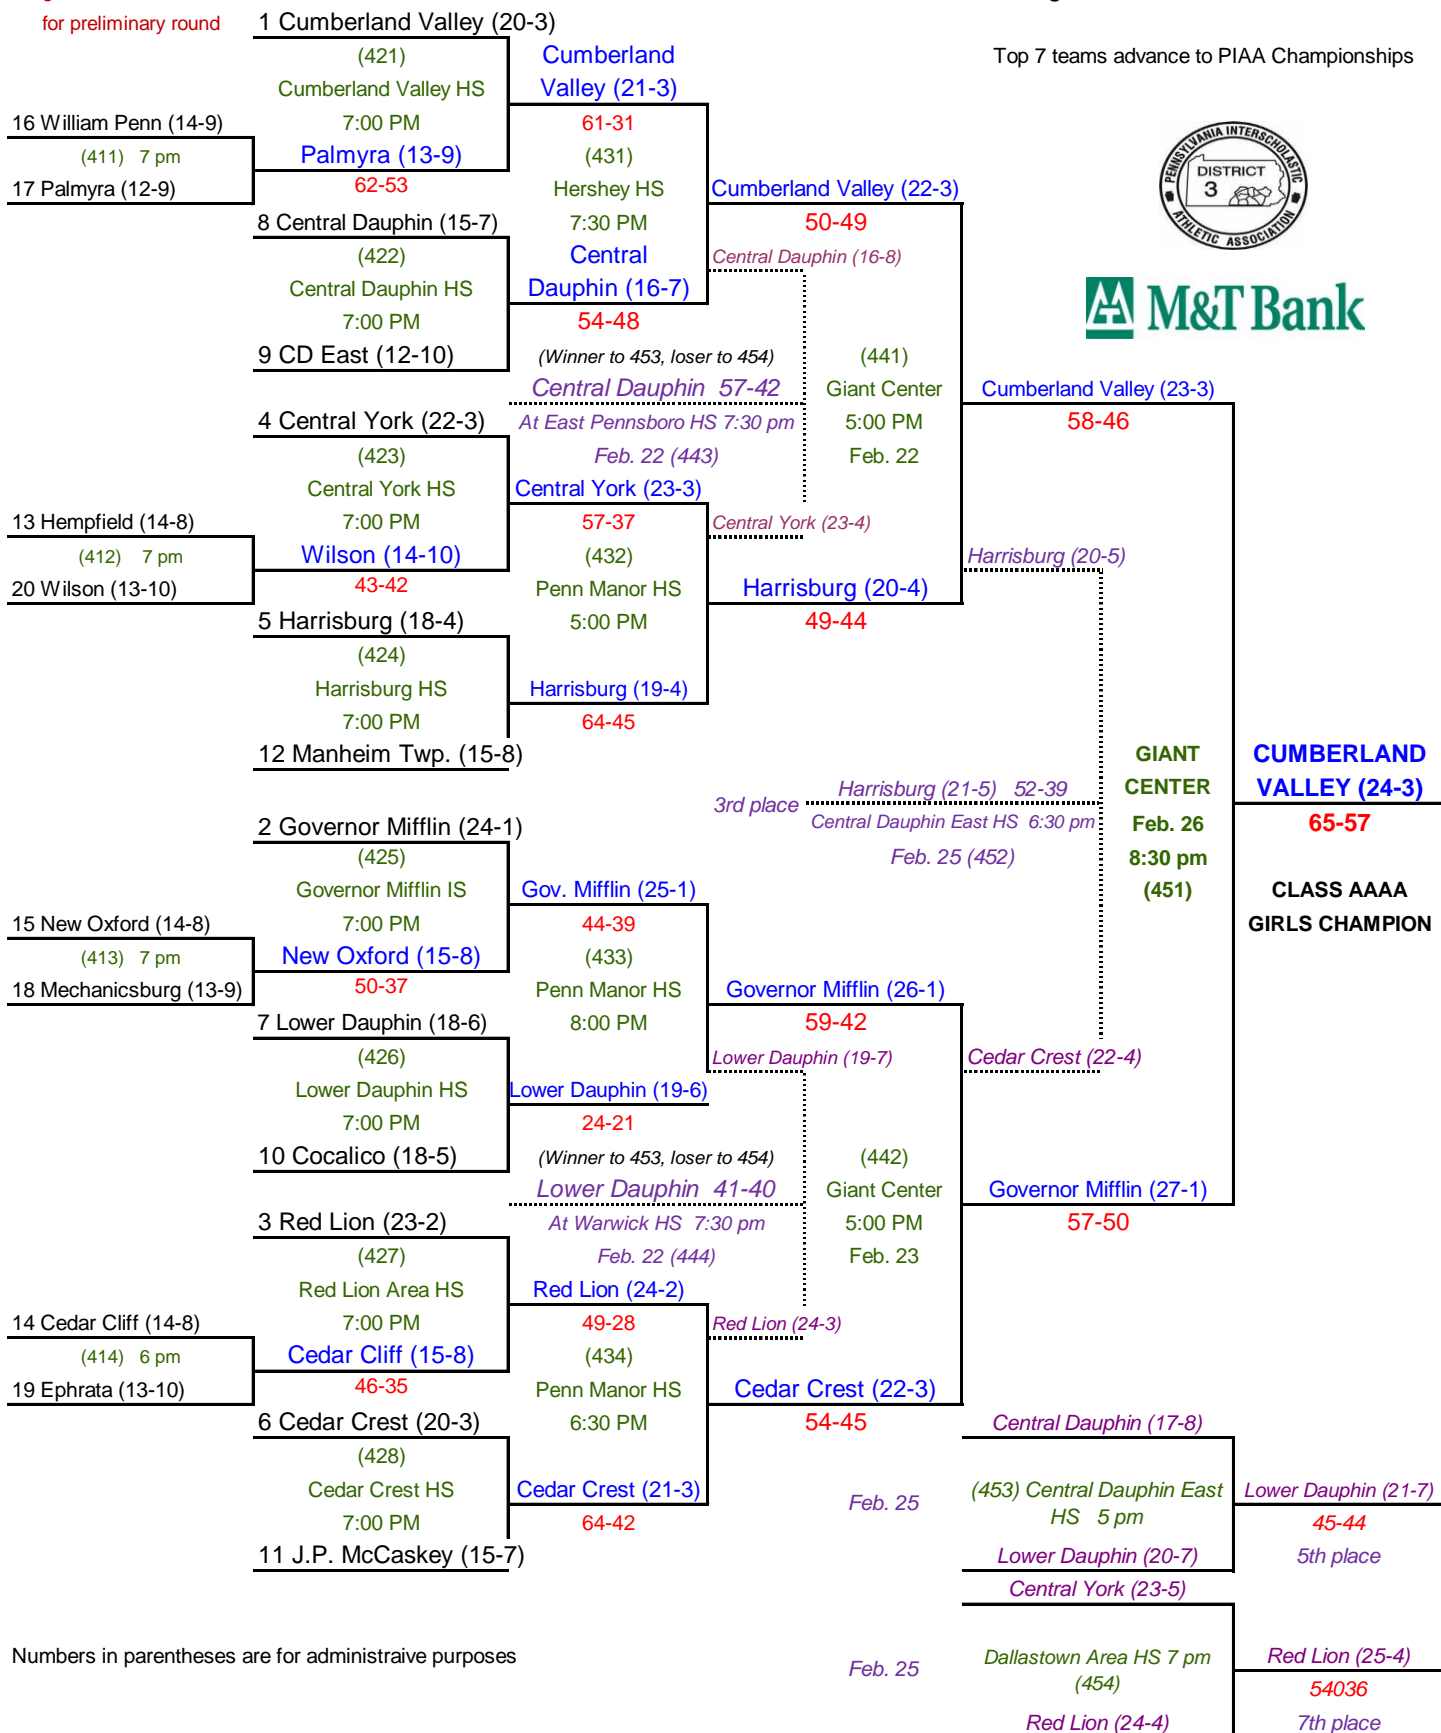 for preliminary round
Top 7 teams advance to PIAA Championships
PENNSYLVANIA INTERSCHOLASTIC
DISTRICT
3
ATHLETIC ASSOCIATION
M&T Bank
16 William Penn (14-9)
(411) 7 pm
17 Palmyra (12-9)
13 Hempfield (14-8)
(412) 7 pm
20 Wilson (13-10)
15 New Oxford (14-8)
(413) 7 pm
18 Mechanicsburg (13-9)
14 Cedar Cliff (14-8)
(414) 6 pm
19 Ephrata (13-10)
1 Cumberland Valley (20-3)
(421)
Cumberland Valley HS
7:00 PM
Palmyra (13-9)
62-53
8 Central Dauphin (15-7)
(422)
Central Dauphin HS
7:00 PM
9 CD East (12-10)
4 Central York (22-3)
(423)
Central York HS
7:00 PM
Wilson (14-10)
43-42
5 Harrisburg (18-4)
(424)
Harrisburg HS
7:00 PM
12 Manheim Twp. (15-8)
2 Governor Mifflin (24-1)
(425)
Governor Mifflin IS
7:00 PM
New Oxford (15-8)
50-37
7 Lower Dauphin (18-6)
(426)
Lower Dauphin HS
7:00 PM
10 Cocalico (18-5)
3 Red Lion (23-2)
(427)
Red Lion Area HS
7:00 PM
Cedar Cliff (15-8)
46-35
6 Cedar Crest (20-3)
(428)
Cedar Crest HS
7:00 PM
11 J.P. McCaskey (15-7)
Cumberland
Valley (21-3)
61-31
(431)
Hershey HS
7:30 PM
Central
Dauphin (16-7)
54-48
(Winner to 453, loser to 454)
Central Dauphin 57-42
At East Pennsboro HS 7:30 pm
Feb. 22 (443)
Central York (23-3)
57-37
(432)
Penn Manor HS
5:00 PM
Harrisburg (19-4)
64-45
Gov. Mifflin (25-1)
44-39
(433)
Penn Manor HS
8:00 PM
Lower Dauphin (19-6)
24-21
(Winner to 453, loser to 454)
Lower Dauphin 41-40
At Warwick HS 7:30 pm
Feb. 22 (444)
Red Lion (24-2)
49-28
(434)
Penn Manor HS
6:30 PM
Cedar Crest (21-3)
64-42
Cumberland Valley (22-3)
50-49
Central Dauphin (16-8)
(441)
Giant Center
5:00 PM
Feb. 22
Central York (23-4)
Harrisburg (20-4)
49-44
3rd place
Harrisburg (21-5) 52-39
Central Dauphin East HS 6:30 pm
Feb. 25 (452)
Governor Mifflin (26-1)
59-42
Lower Dauphin (19-7)
(442)
Giant Center
5:00 PM
Feb. 23
Red Lion (24-3)
Cedar Crest (22-3)
54-45
Cumberland Valley (23-3)
58-46
Harrisburg (20-5)
GIANT
CENTER
Feb. 26
8:30 pm
(451)
Cedar Crest (22-4)
Governor Mifflin (27-1)
57-50
CUMBERLAND
VALLEY (24-3)
65-57
CLASS AAAA
GIRLS CHAMPION
Central Dauphin (17-8)
Feb. 25
(453) Central Dauphin East
HS 5 pm
Lower Dauphin (20-7)
Lower Dauphin (21-7)
45-44
5th place
Central York (23-5)
Feb. 25
Dallastown Area HS 7 pm
(454)
Red Lion (24-4)
Red Lion (25-4)
54036
7th place
Numbers in parentheses are for administraive purposes